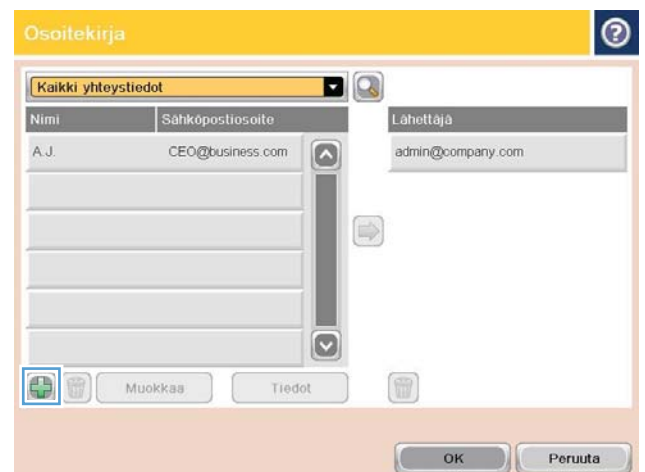 Osoitekirja
Kaikki yhteystiedot
Nimi Sähköpostiosoite Lähettäjä
A.J. CEO@business.com admin@company.com
Muokkaa Tiedot
OK Peruuta